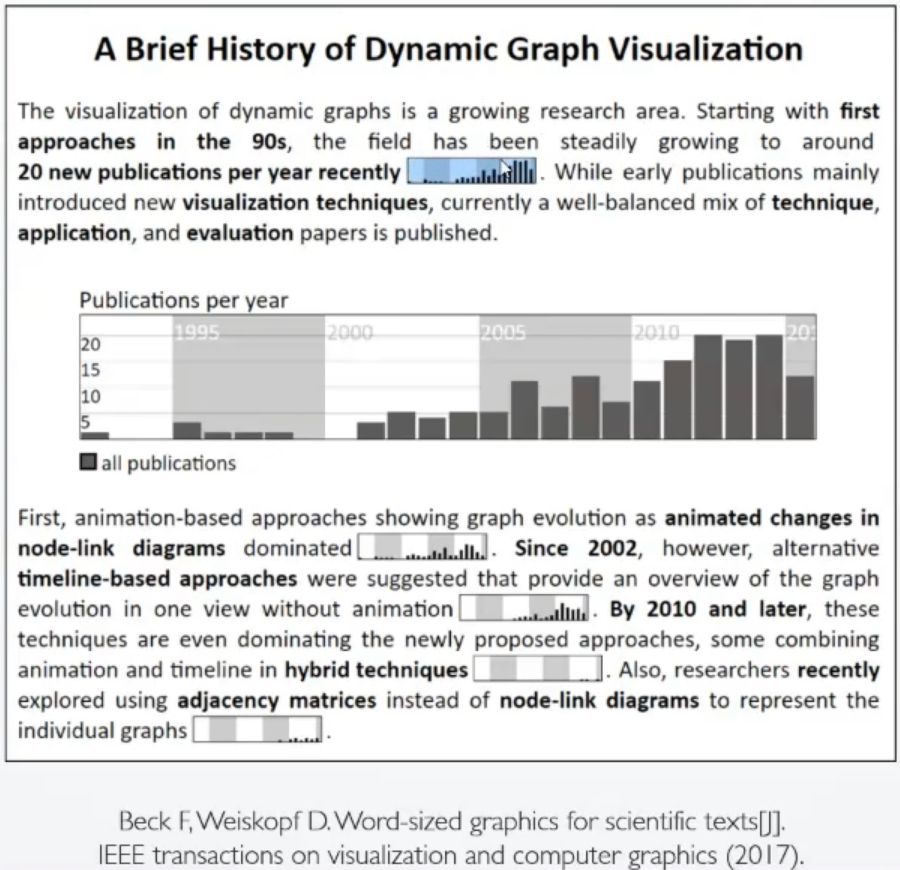 A Brief History of Dynamic Graph Visualization
The visualization of dynamic graphs is a growing research area. Starting with first
approaches in the 90s, the field has been steadily growing to around
20 new publications per year recently . While early publications mainly
introduced new visualization techniques, currently a well-balanced mix of technique,
application, and evaluation papers is published.
Publications per year
1995 2000 2005 2010 201
20
15
10
5
all publications
First, animation-based approaches showing graph evolution as animated changes in
node-link diagrams dominated . Since 2002, however, alternative
timeline-based approaches were suggested that provide an overview of the graph
evolution in one view without animation . By 2010 and later, these
techniques are even dominating the newly proposed approaches, some combining
animation and timeline in hybrid techniques . Also, researchers recently
explored using adjacency matrices instead of node-link diagrams to represent the
individual graphs .
Beck F, Weiskopf D. Word-sized graphics for scientific texts[J].
IEEE transactions on visualization and computer graphics (2017).